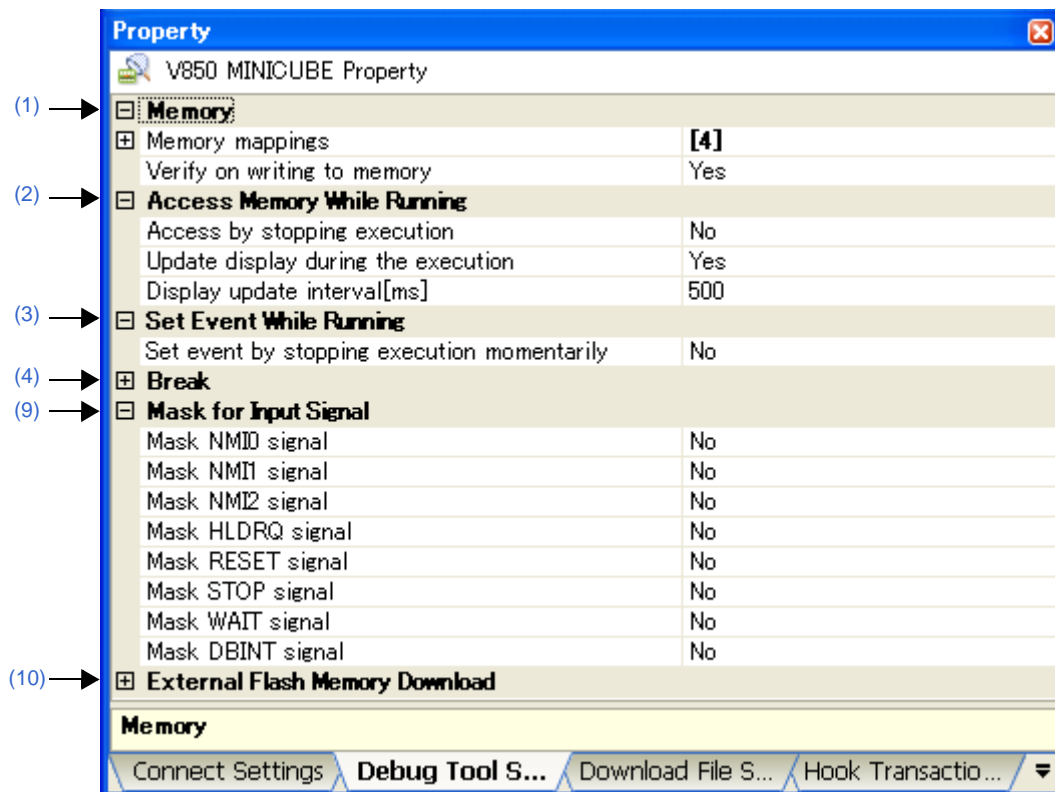 Property
V850 MINICUBE Property
(1) Memory
Memory mappings [4]
Verify on writing to memory Yes
(2) Access Memory While Running
Access by stopping execution No
Update display during the execution Yes
Display update interval[ms] 500
(3) Set Event While Running
Set event by stopping execution momentarily No
(4) Break
(9) Mask for Input Signal
Mask NMI0 signal No
Mask NMI1 signal No
Mask NMI2 signal No
Mask HLDRQ signal No
Mask RESET signal No
Mask STOP signal No
Mask WAIT signal No
Mask DBINT signal No
(10) External Flash Memory Download
Memory
Connect Settings Debug Tool S... Download File S... Hook Transactio...